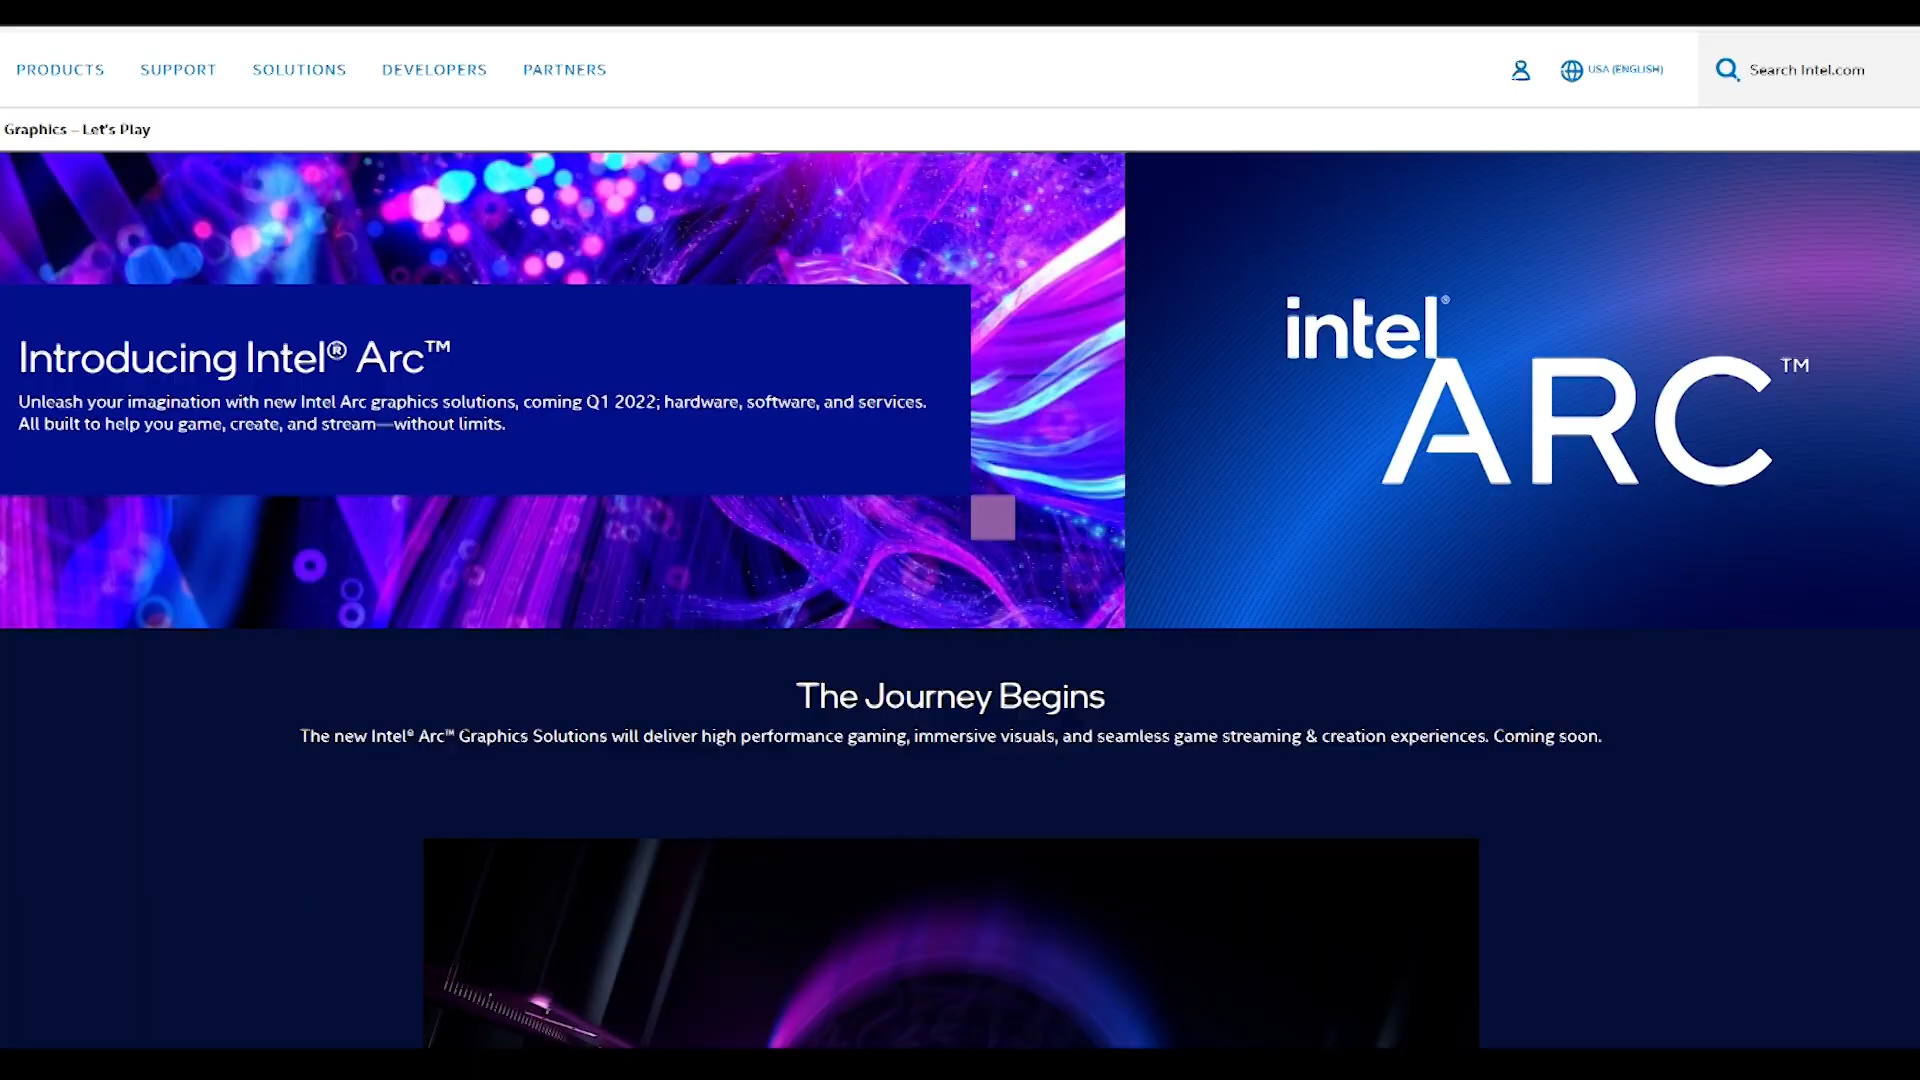 PRODUCTS SUPPORT SOLUTIONS DEVELOPERS PARTNERS USA (ENGLISH) Search Intel.com
Graphics – Let's Play
Introducing Intel® Arc™
Unleash your imagination with new Intel Arc graphics solutions, coming Q1 2022; hardware, software, and services.
All built to help you game, create, and stream—without limits.
intel®
ARC™
The Journey Begins
The new Intel® Arc™ Graphics Solutions will deliver high performance gaming, immersive visuals, and seamless game streaming & creation experiences. Coming soon.